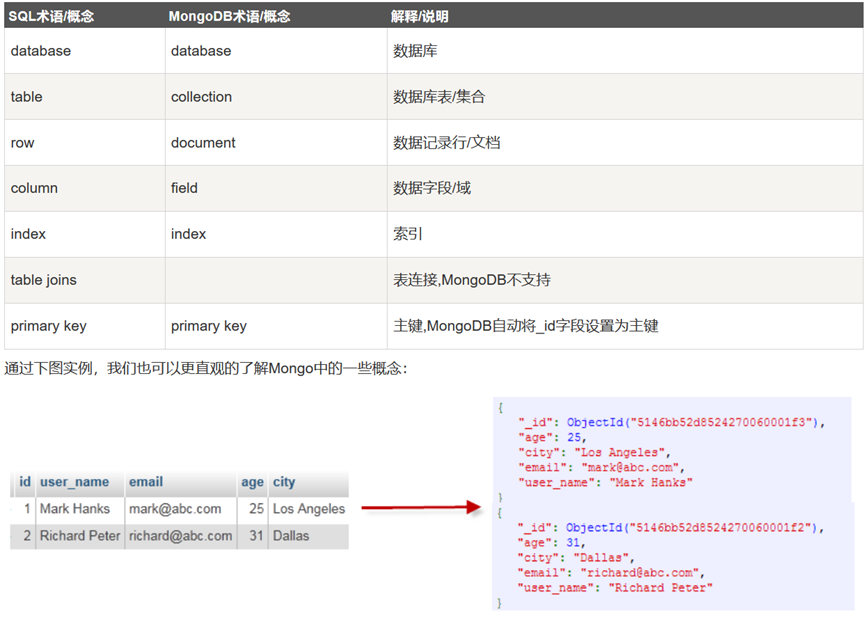 SQL术语/概念 MongoDB术语/概念 解释/说明
database database 数据库
table collection 数据库表/集合
row document 数据记录行/文档
column field 数据字段/域
index index 索引
table joins 表连接,MongoDB不支持
primary key primary key 主键,MongoDB自动将_id字段设置为主键
通过下图实例，我们也可以更直观的了解Mongo中的一些概念：
id user_name email age city
1 Mark Hanks mark@abc.com 25 Los Angeles
2 Richard Peter richard@abc.com 31 Dallas
{
"_id": ObjectId("5146bb52d8524270060001f3"),
"age": 25,
"city": "Los Angeles",
"email": "mark@abc.com",
"user_name": "Mark Hanks"
}
{
"_id": ObjectId("5146bb52d8524270060001f2"),
"age": 31,
"city": "Dallas",
"email": "richard@abc.com",
"user_name": "Richard Peter"
}